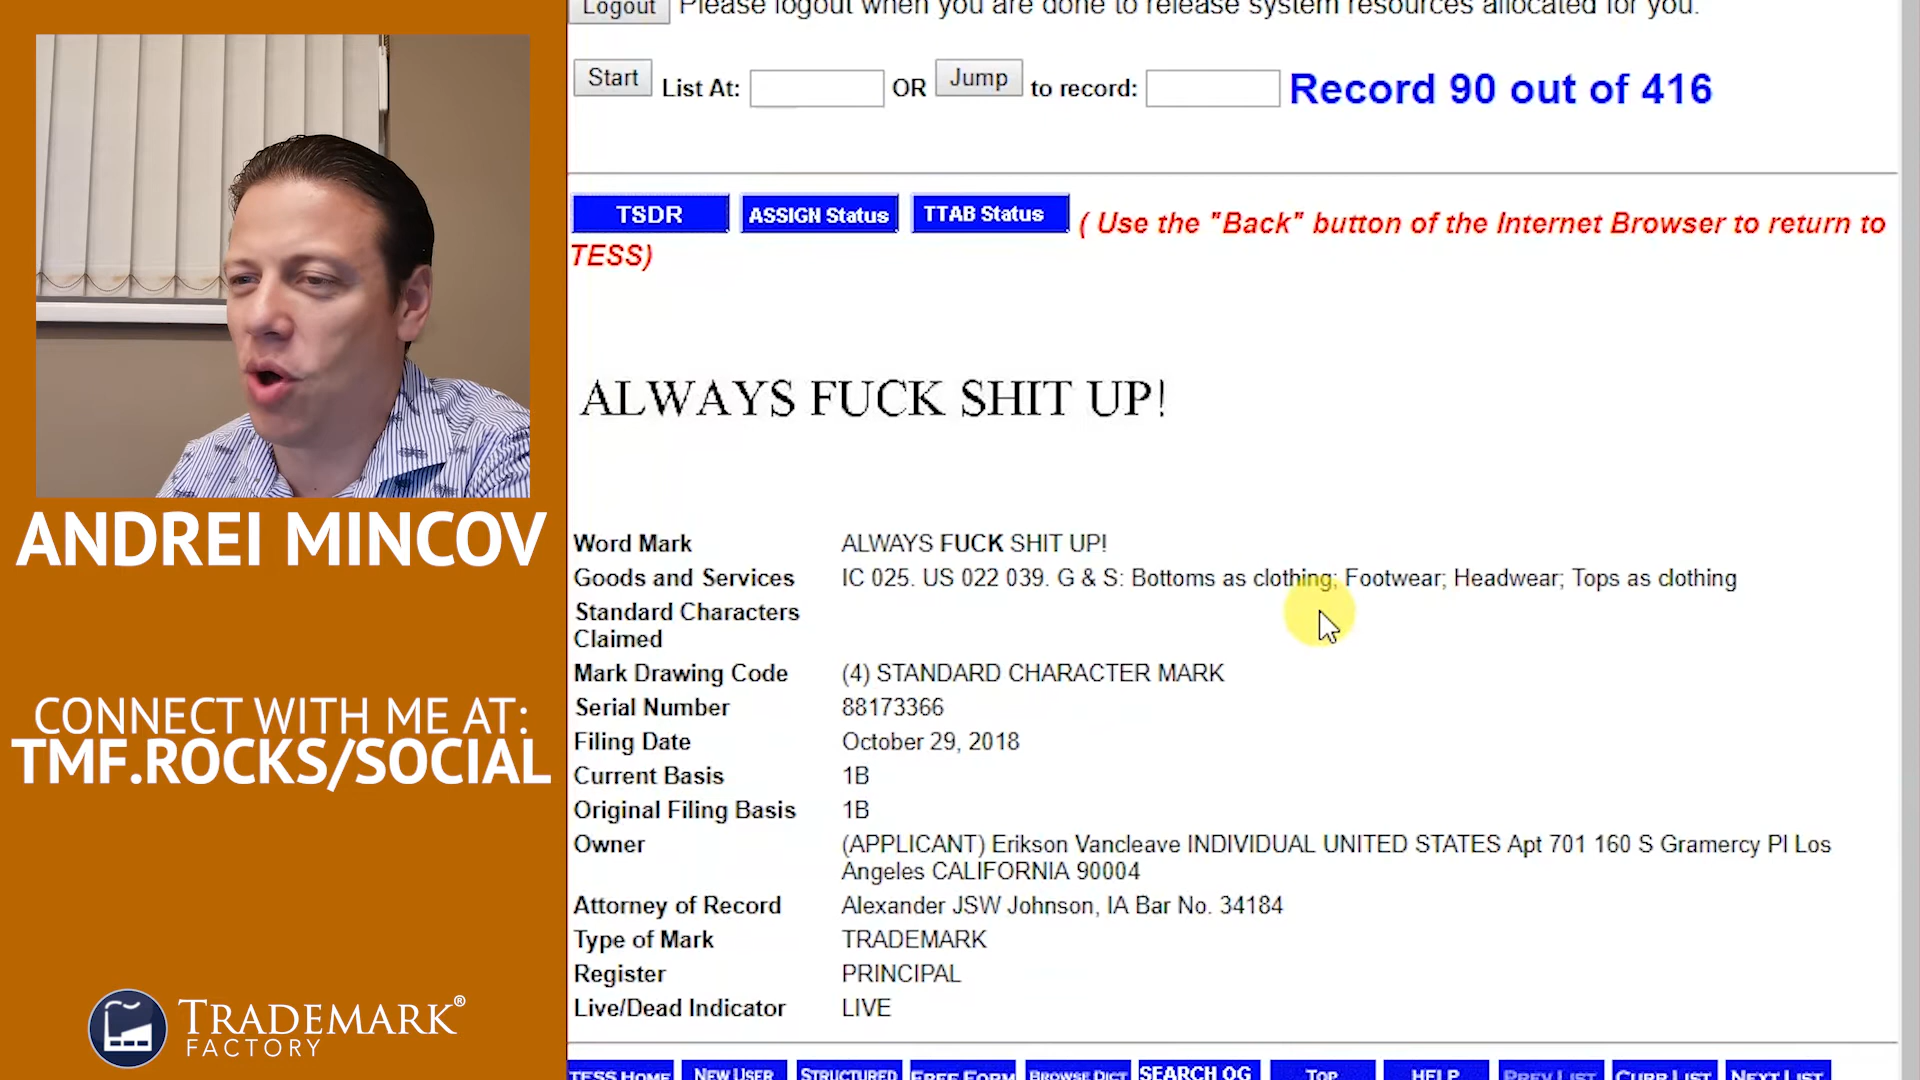 Logout Please logout when you are done to release system resources allocated for you.
Start List At: OR Jump to record: Record 90 out of 416
TSDR ASSIGN Status TTAB Status ( Use the "Back" button of the Internet Browser to return to
TESS)
ALWAYS FUCK SHIT UP!
Word Mark ALWAYS FUCK SHIT UP!
Goods and Services IC 025. US 022 039. G & S: Bottoms as clothing; Footwear; Headwear; Tops as clothing
Standard Characters
Claimed
Mark Drawing Code (4) STANDARD CHARACTER MARK
Serial Number 88173366
Filing Date October 29, 2018
Current Basis 1B
Original Filing Basis 1B
Owner (APPLICANT) Erikson Vancleave INDIVIDUAL UNITED STATES Apt 701 160 S Gramercy Pl Los
Angeles CALIFORNIA 90004
Attorney of Record Alexander JSW Johnson, IA Bar No. 34184
Type of Mark TRADEMARK
Register PRINCIPAL
Live/Dead Indicator LIVE
TESS HOME NEW USER STRUCTURED FREE FORM BROWSE DICT SEARCH OG TOP HELP PREV LIST CURR LIST NEXT LIST
ANDREI MINCOV
CONNECT WITH ME AT:
TMF.ROCKS/SOCIAL
TRADEMARK®
FACTORY